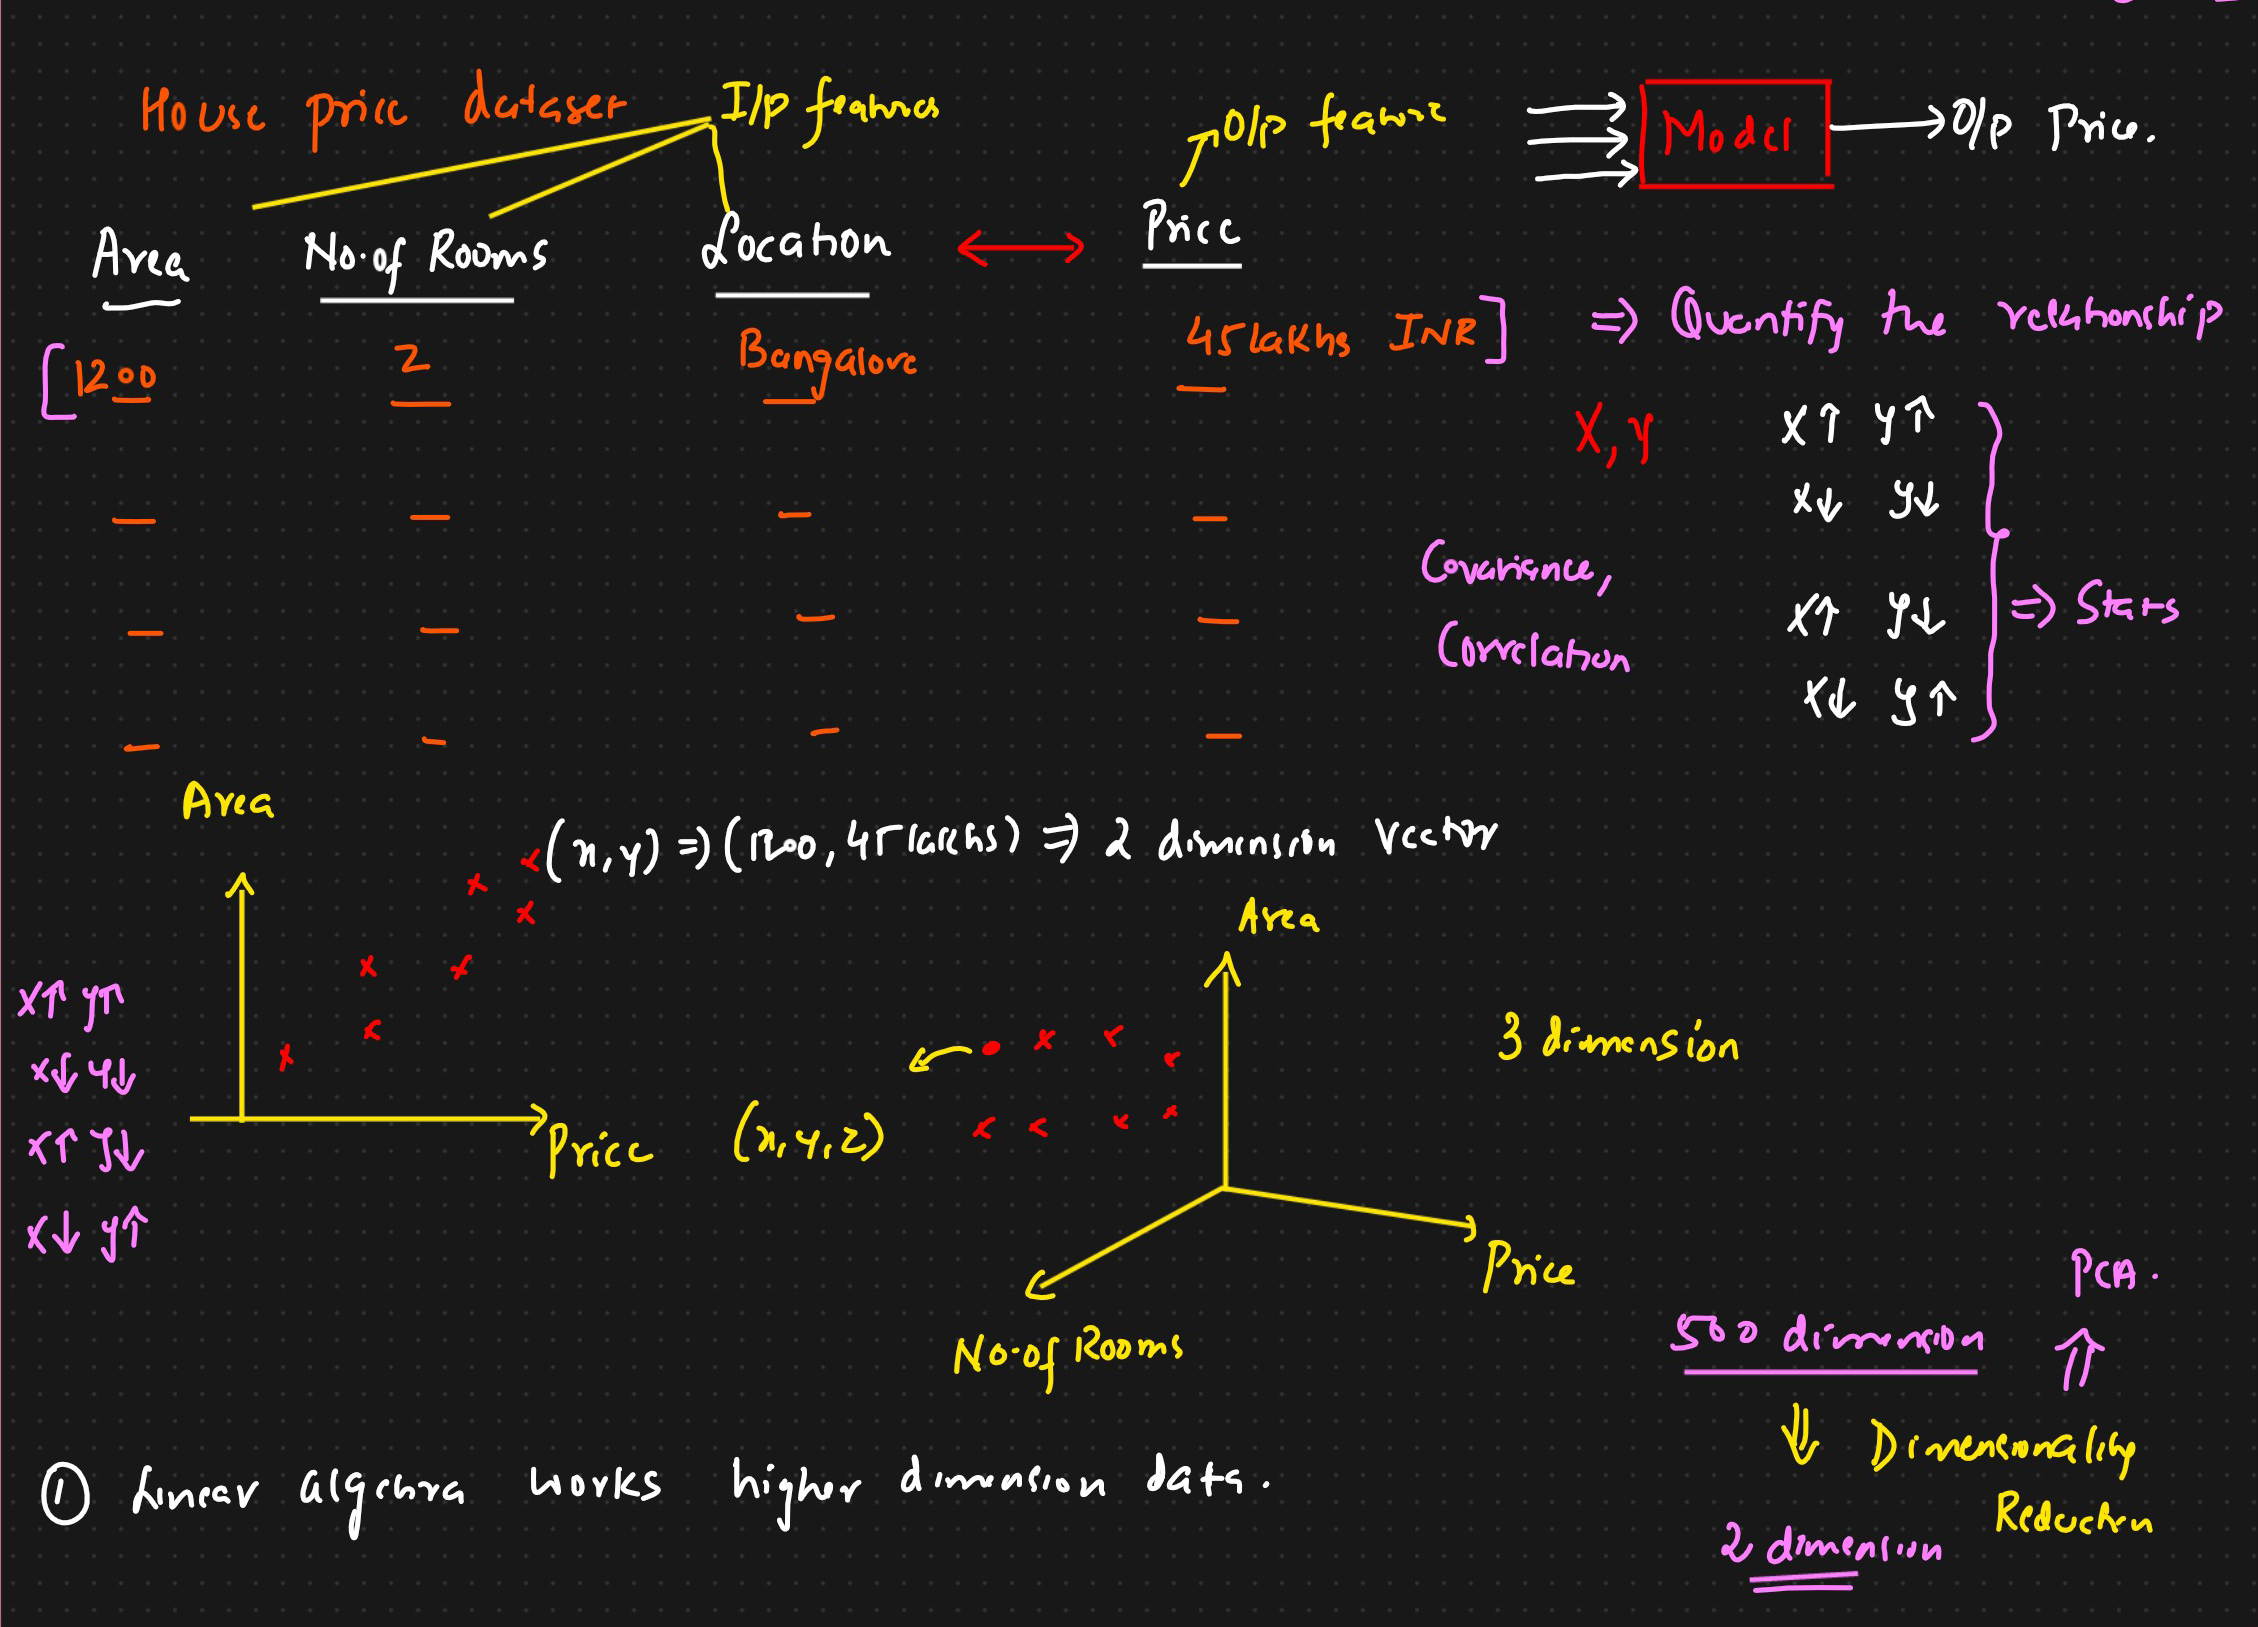 House price dataset
I/p features
O/p feature
Model
O/p Price.
Area
No. of Rooms
Location
Price
[1200
2
Bangalore
45 lakhs INR]
⇒ Quantify the relationship
X, y
X↑ y↑
X↓ y↓
X↑ y↓
X↓ y↑
⇒ Stats
Covariance,
Correlation
Area
(x, y) ⇒ (1200, 45 lakhs) ⇒ 2 dimension vector
X↑ y↑
X↓ y↓
X↑ y↓
X↓ y↑
Price
Area
3 dimension
(x, y, z)
Price
No. of Rooms
PCA.
500 dimension
Dimensionality
Reduction
2 dimension
① Linear algebra works higher dimension data.